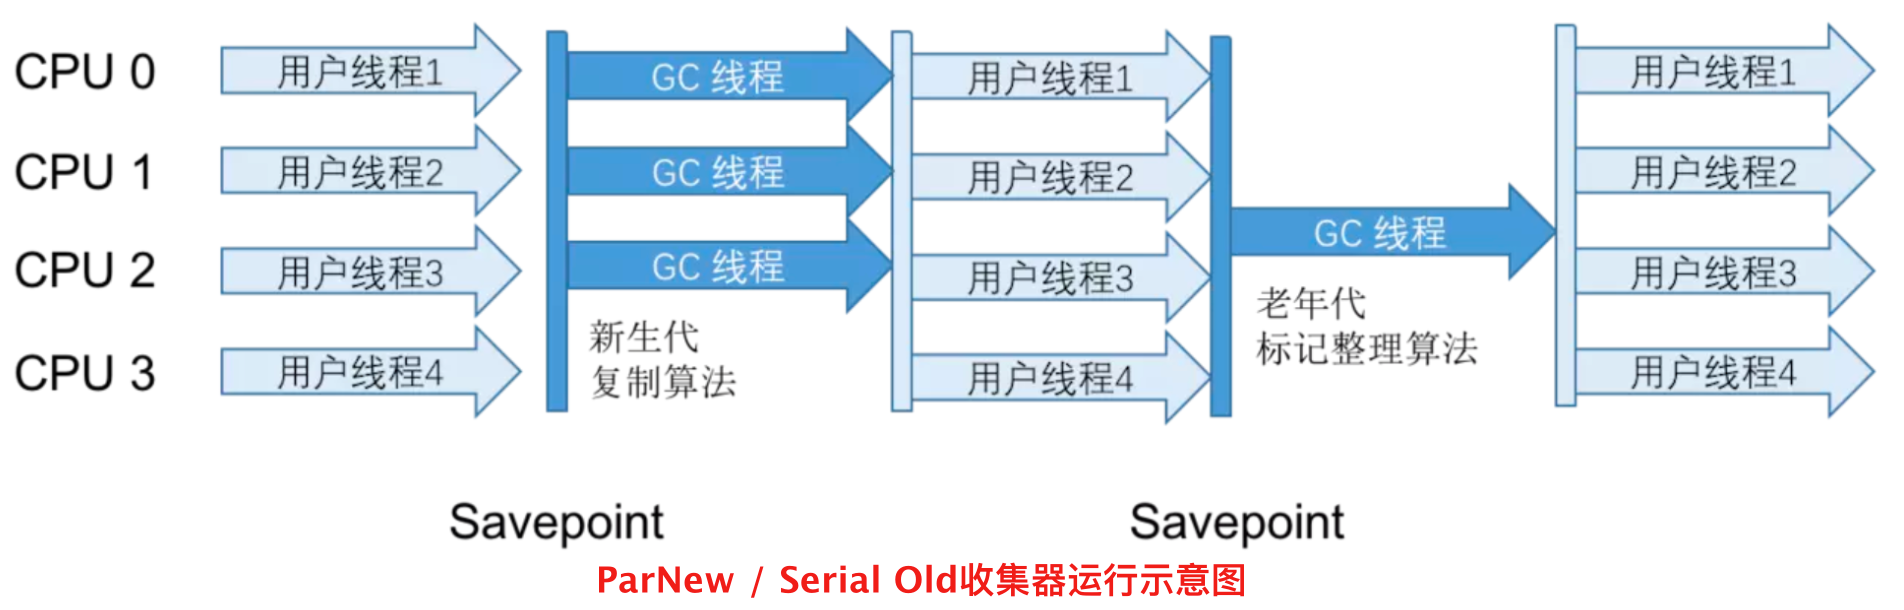 CPU 0
用户线程1
GC 线程
用户线程1
用户线程1
CPU 1
用户线程2
GC 线程
用户线程2
用户线程2
GC 线程
CPU 2
用户线程3
GC 线程
用户线程3
用户线程3
新生代
复制算法
老年代
标记整理算法
CPU 3
用户线程4
用户线程4
用户线程4
Savepoint
Savepoint
ParNew / Serial Old收集器运行示意图